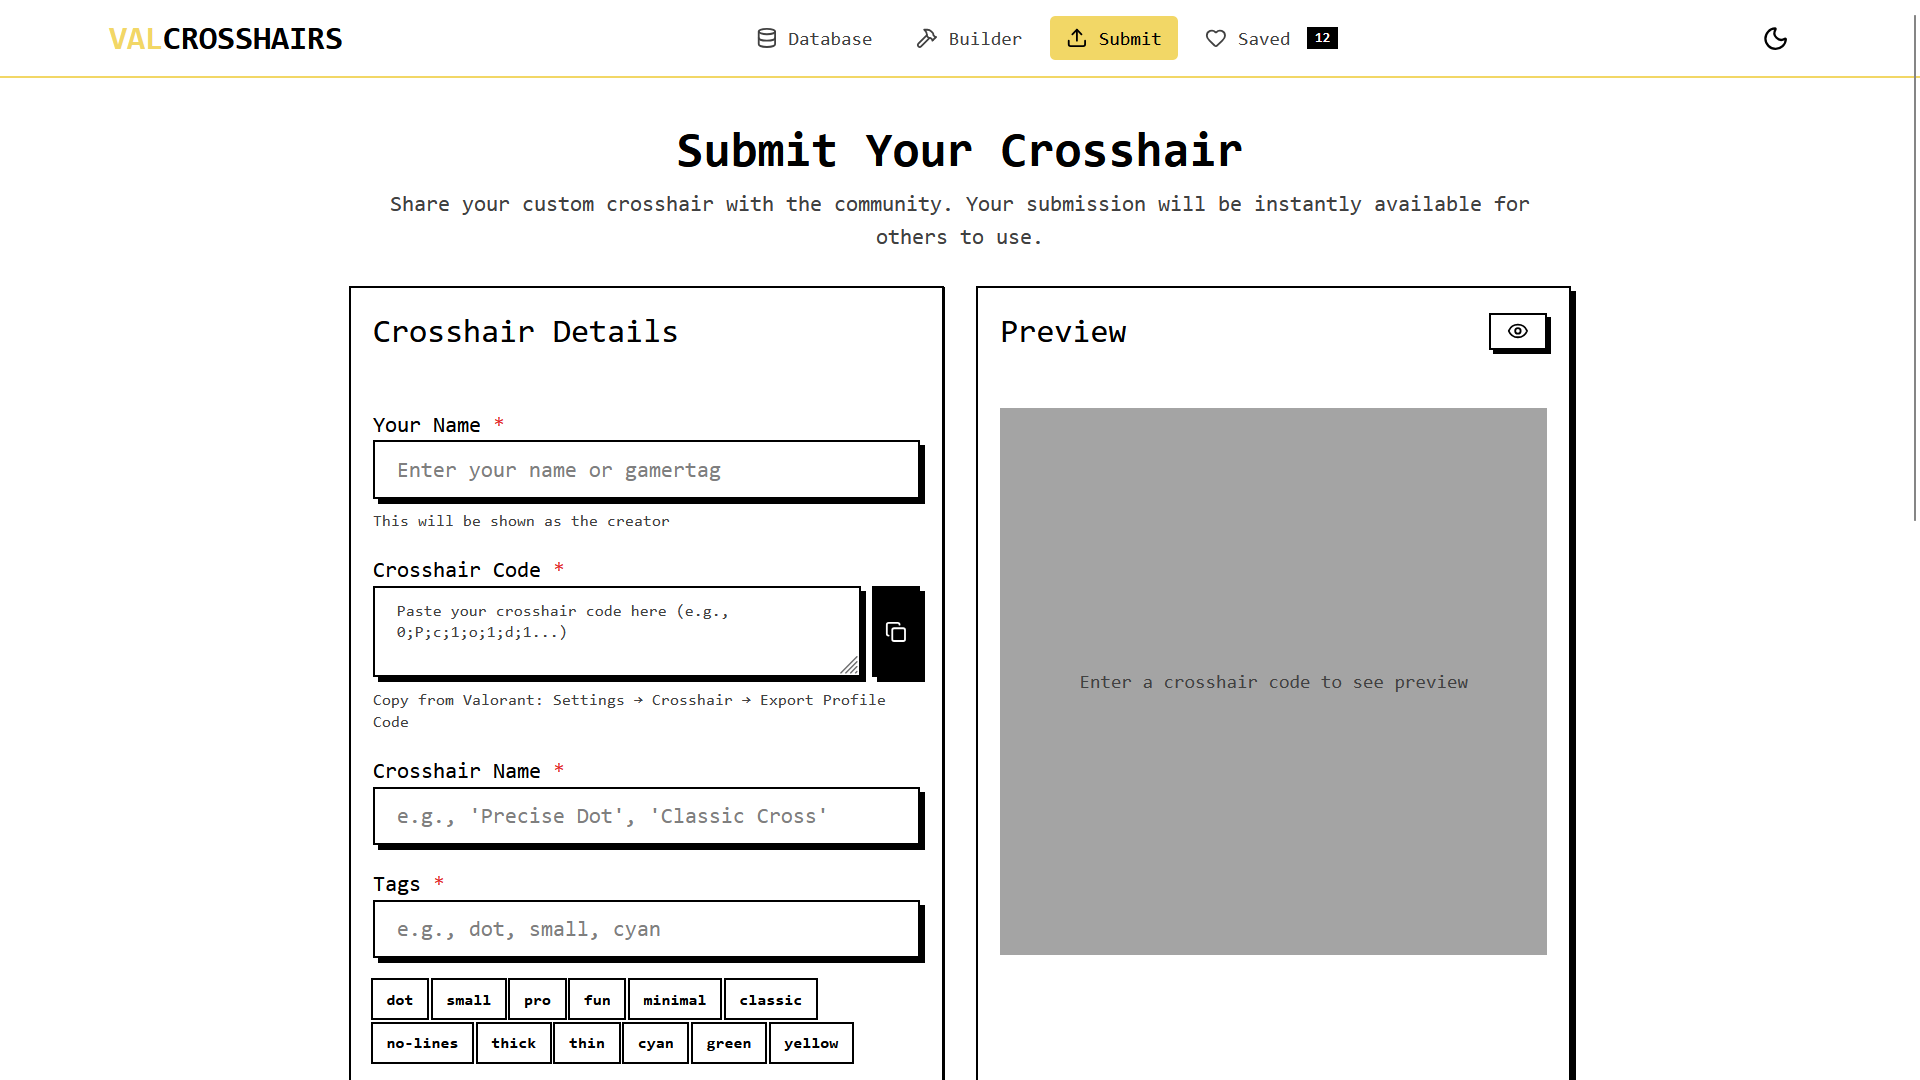 VALCROSSHAIRS
Database
Builder
Submit
Saved 12
Submit Your Crosshair
Share your custom crosshair with the community. Your submission will be instantly available for
others to use.
Crosshair Details
Your Name *
Enter your name or gamertag
This will be shown as the creator
Crosshair Code *
Paste your crosshair code here (e.g.,
0;P;c;1;o;1;d;1...)
Copy from Valorant: Settings → Crosshair → Export Profile
Code
Crosshair Name *
e.g., 'Precise Dot', 'Classic Cross'
Tags *
e.g., dot, small, cyan
dot small pro fun minimal classic
no-lines thick thin cyan green yellow
Preview
Enter a crosshair code to see preview